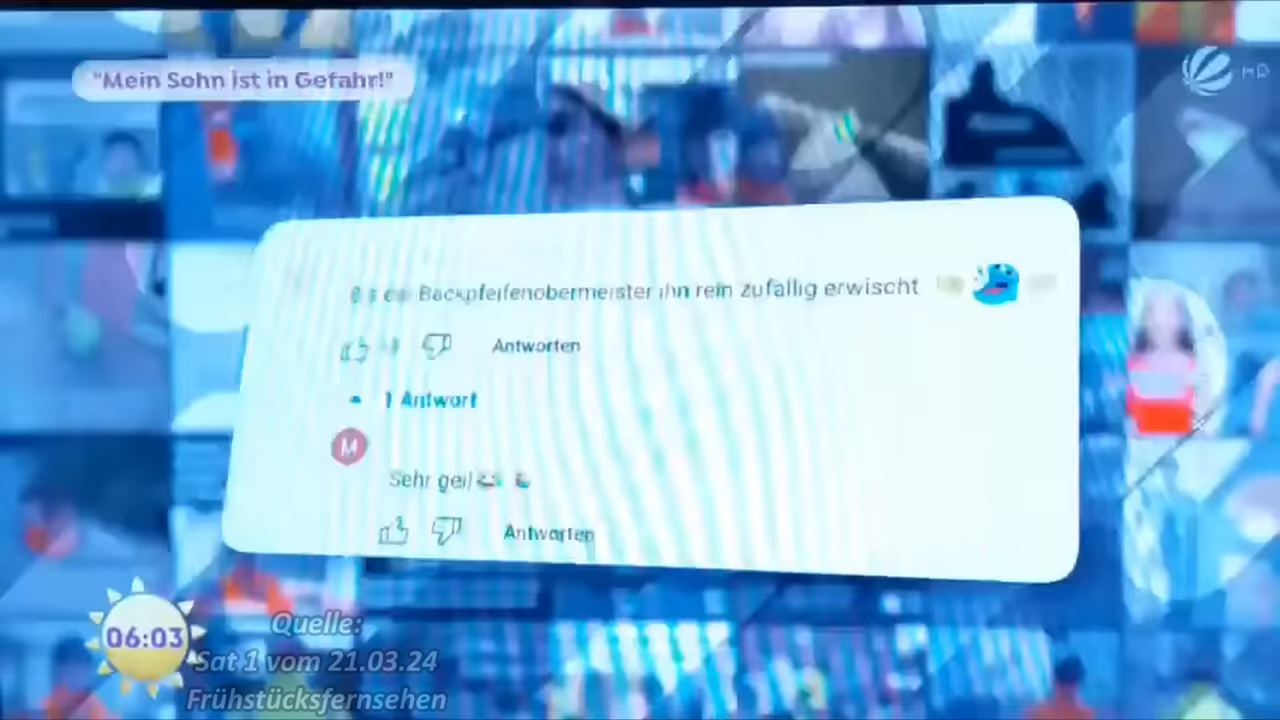 "Mein Sohn ist in Gefahr!"
HD
Backpfeifenobermeister ihn rein zufällig erwischt
Antworten
1 Antwort
M
Sehr geil
Antworten
06:03
Quelle:
Sat 1 vom 21.03.24
Frühstücksfernsehen